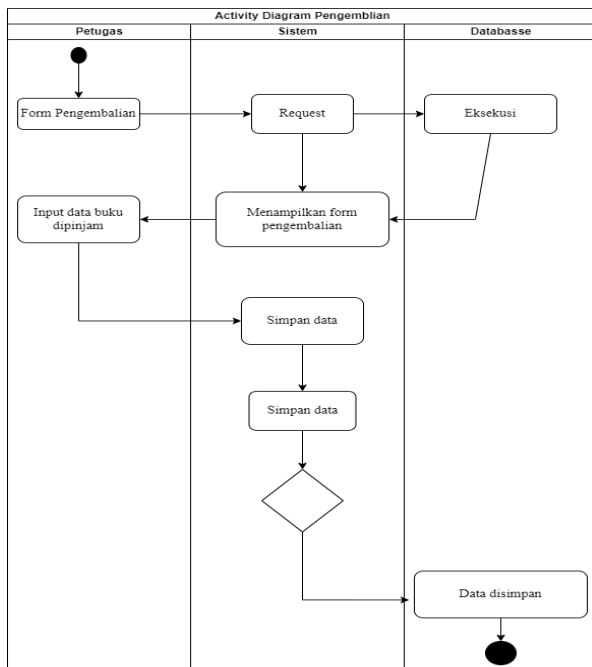 Activity Diagram Pengemblian
Petugas
Sistem
Databasse
Form Pengembalian
Request
Eksekusi
Input data buku
dipinjam
Menampilkan form
pengembalian
Simpan data
Simpan data
Data disimpan